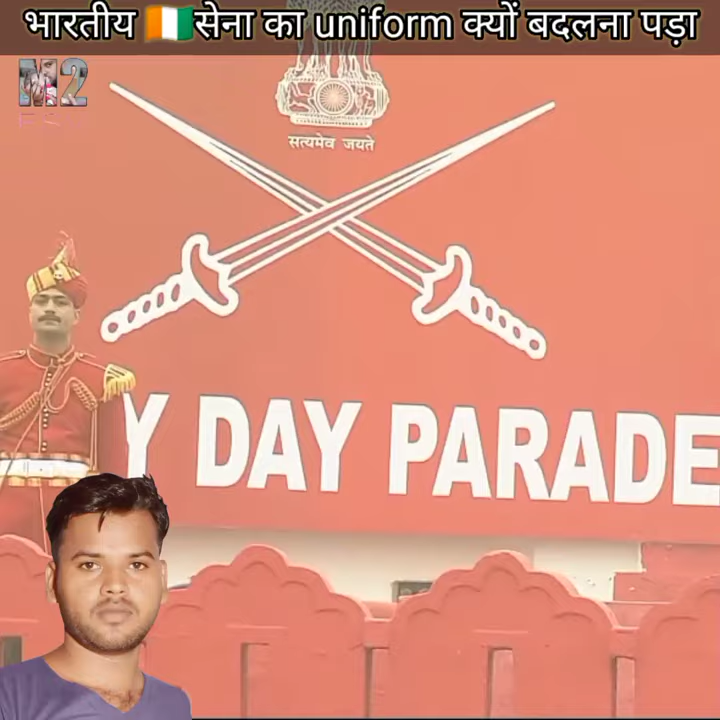 भारतीय 🇨🇮सेना का uniform क्यों बदलना पड़ा
M2
सत्यमेव जयते
Y DAY PARADE